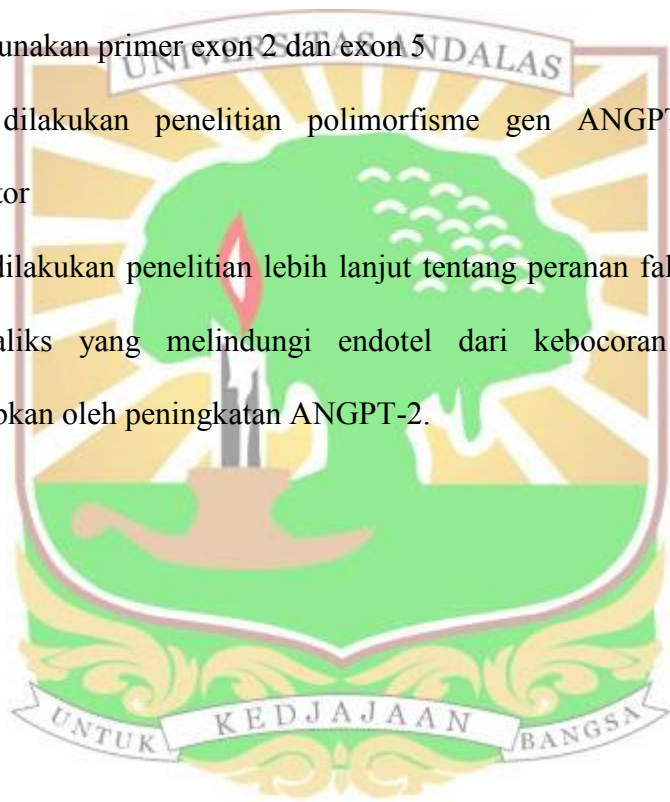 unakan primer exon 2 dan exon 5
UNIVERSITAS ANDALAS
dilakukan penelitian polimorfisme gen ANGPT
tor
dilakukan penelitian lebih lanjut tentang peranan fal
aliks yang melindungi endotel dari kebocoran
bkan oleh peningkatan ANGPT-2.
UNTUK KEDJAJAAN BANGSA